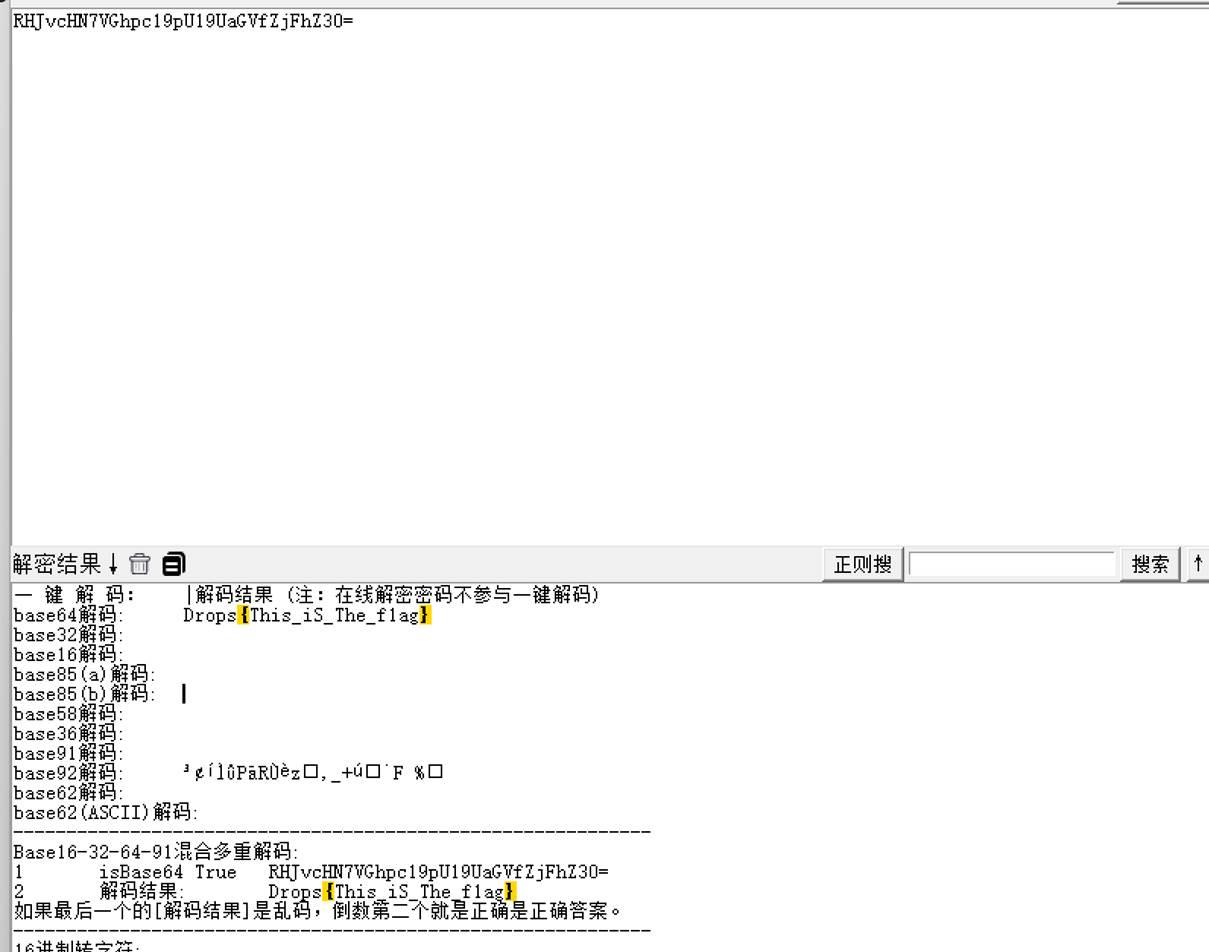 RHJvcHN7VGhpc19pU19UaGVfZjFhZ30=
解密结果↓ 正则搜 搜索 ↑
一 键 解 码: |解码结果 (注: 在线解密密码不参与一键解码)
base64解码: Drops{This_iS_The_f1ag}
base32解码:
base16解码:
base85(a)解码:
base85(b)解码:
base58解码:
base36解码:
base91解码:
base92解码:
base62解码:
base62(ASCII)解码:
------------------------------------------------------------
Base16-32-64-91混合多重解码:
1 isBase64 True RHJvcHN7VGhpc19pU19UaGVfZjFhZ30=
2 解码结果: Drops{This_iS_The_f1ag}
如果最后一个的[解码结果]是乱码，倒数第二个就是正确是正确答案。
------------------------------------------------------------
16进制转字符: